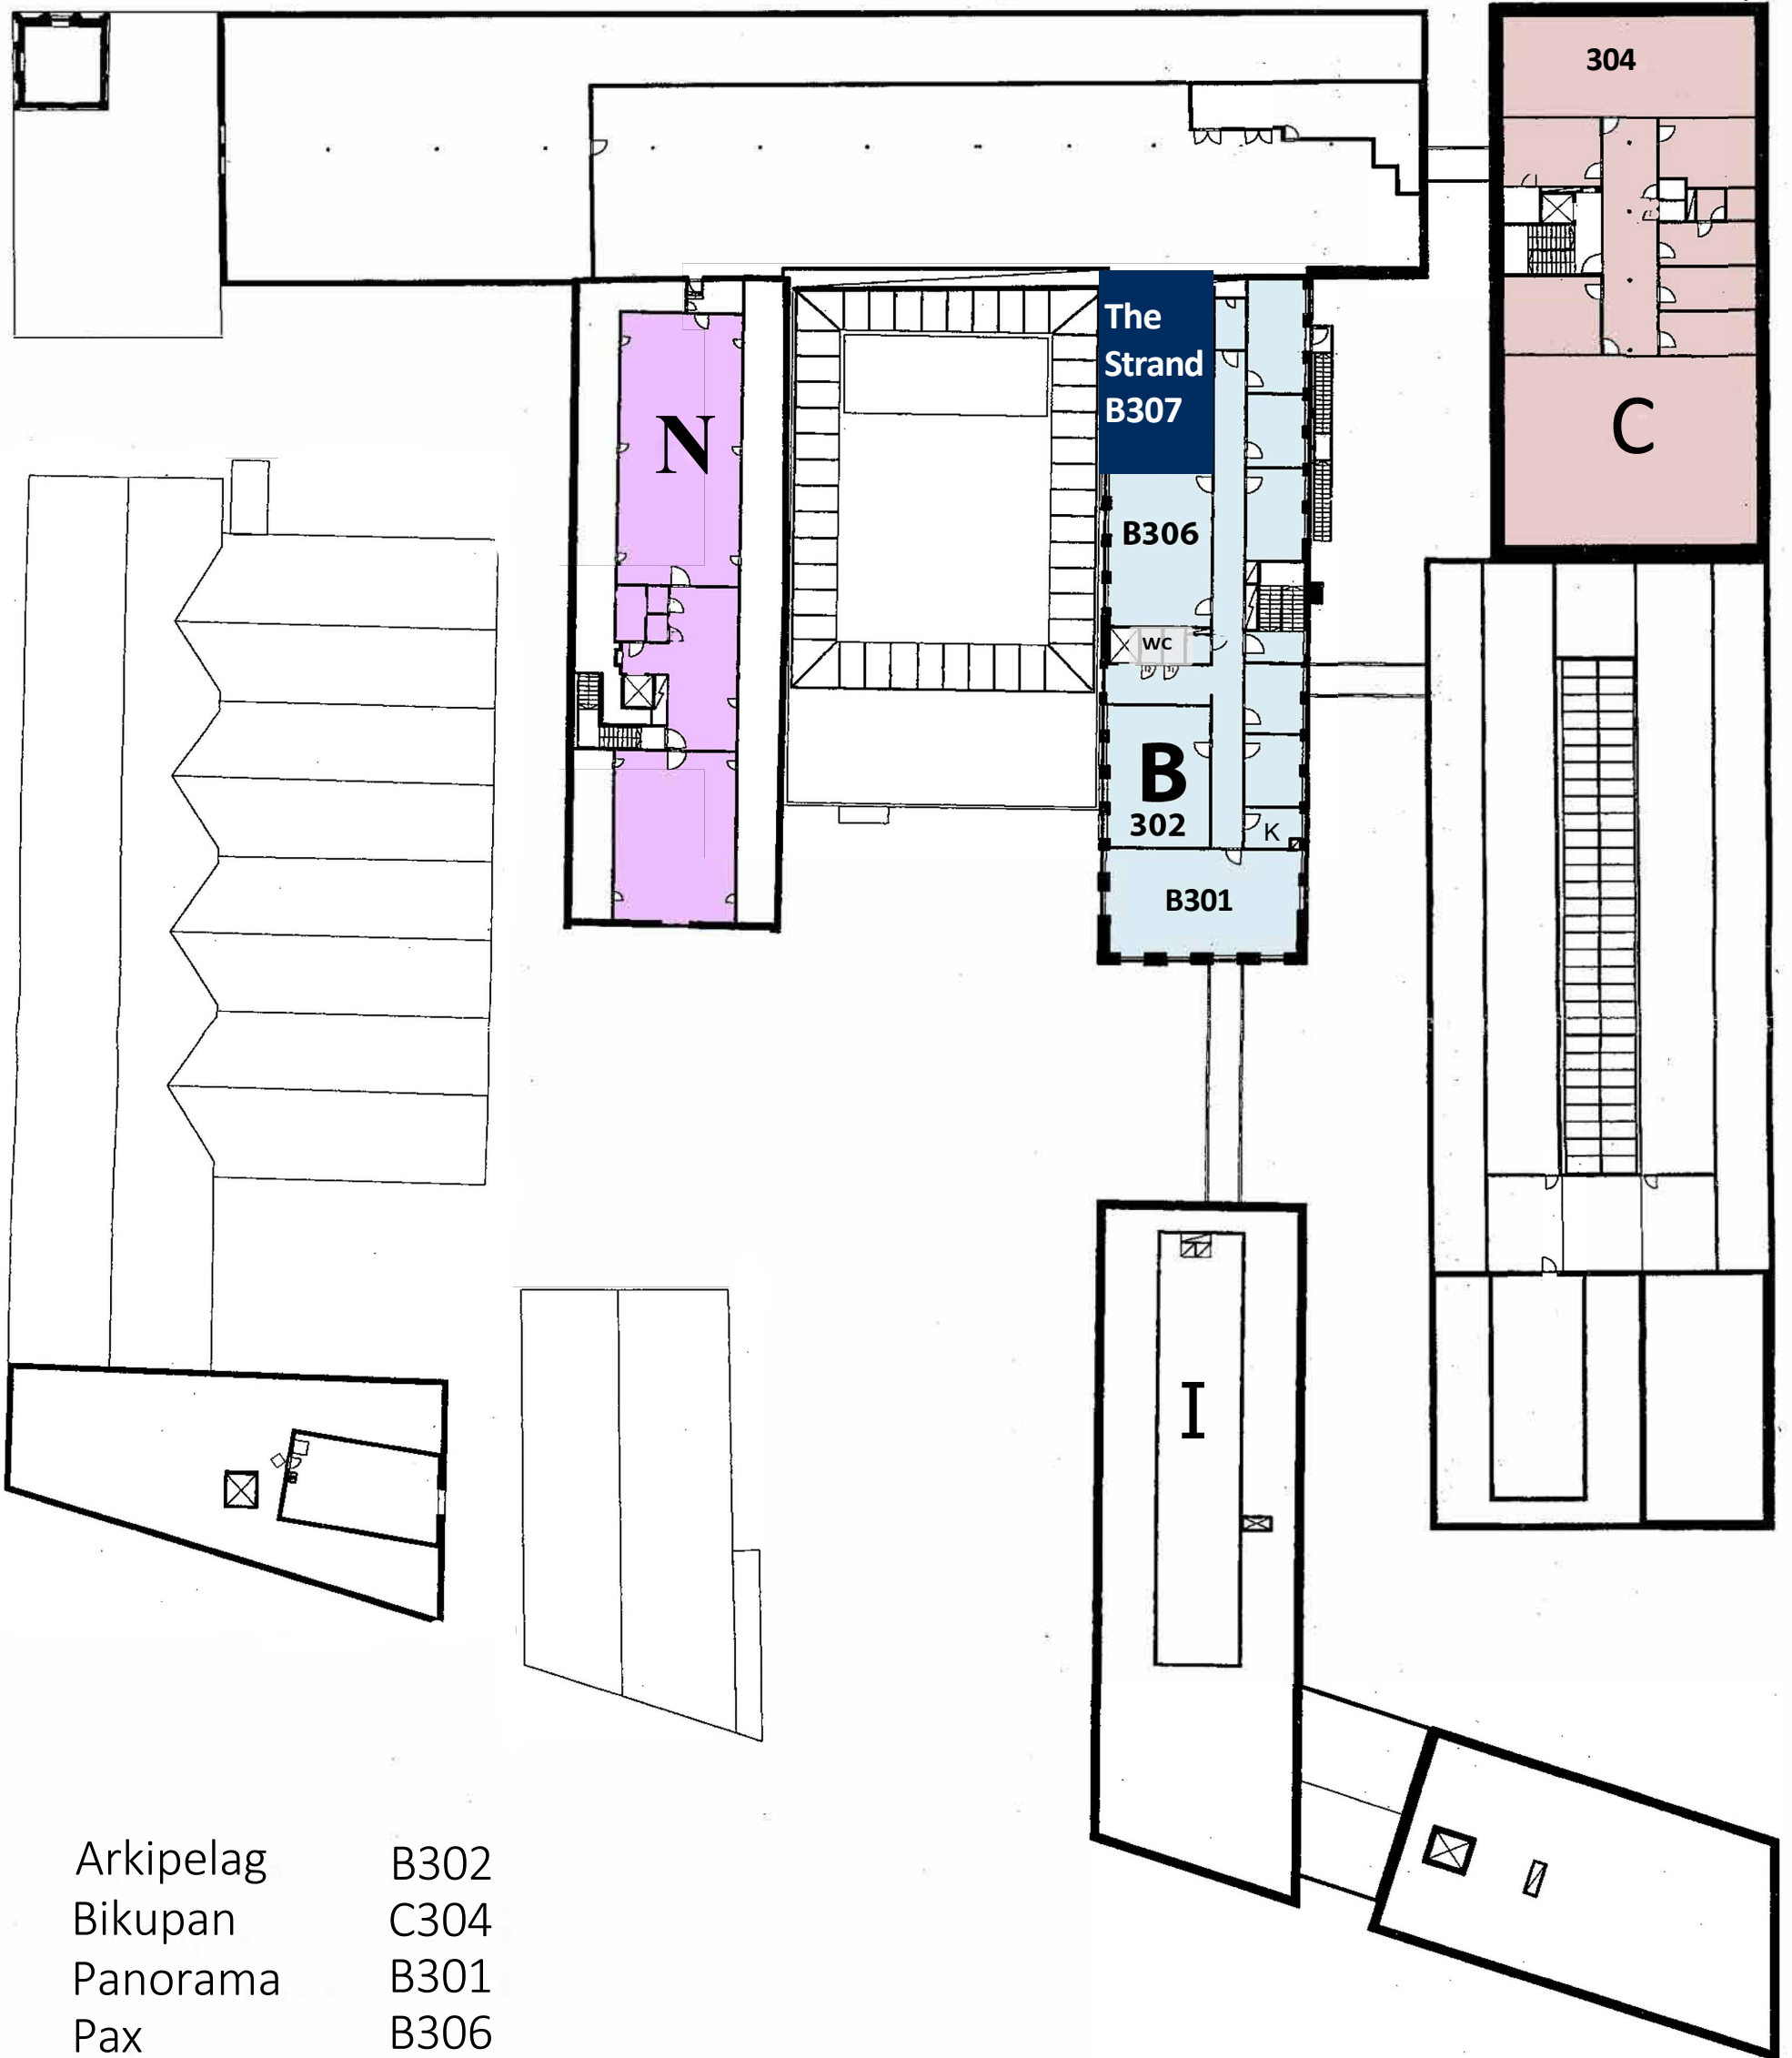 304
The
Strand
B307
N
C
B306
WC
B
302
K
B301
I
Arkipelag B302
Bikupan C304
Panorama B301
Pax B306